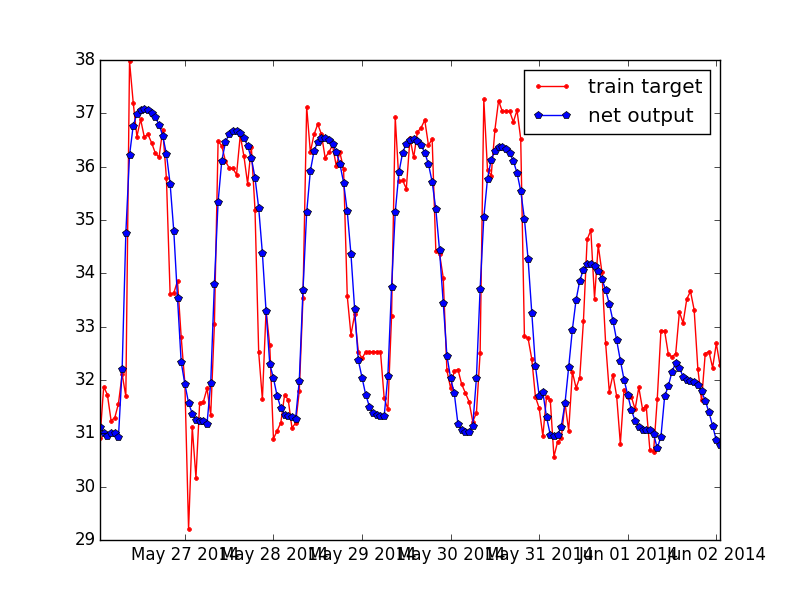 38
37
36
35
34
33
32
31
30
29
train target
net output
May 27 2014
May 28 2014
May 29 2014
May 30 2014
May 31 2014
Jun 01 2014
Jun 02 2014